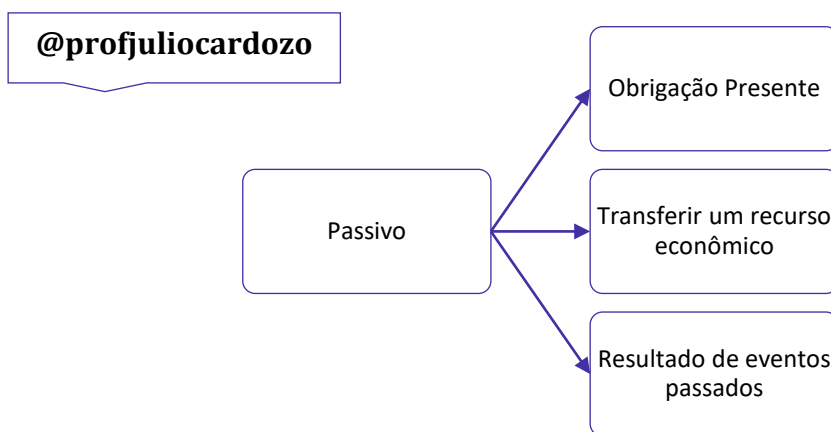 @profjuliocardozo
Obrigação Presente
Passivo
Transferir um recurso
econômico
Resultado de eventos
passados